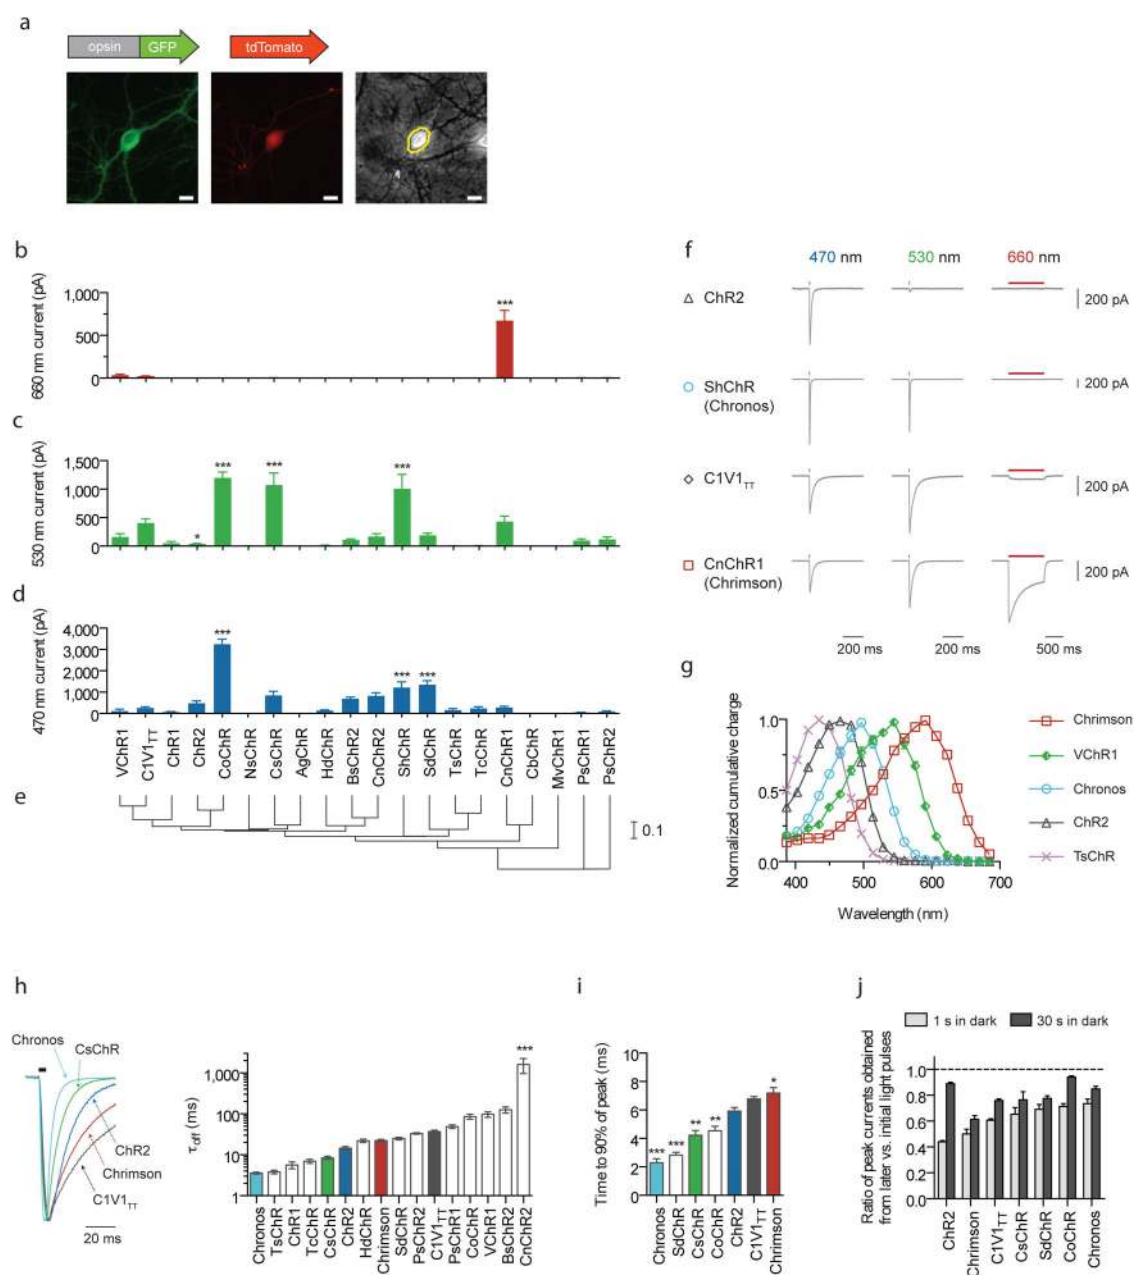 a
opsin
GFP
tdTomato
b
660 nm current (pA)
1,000
500
0
***
c
530 nm current (pA)
1,500
1,000
500
0
*
***
***
***
d
470 nm current (pA)
4,000
3,000
2,000
1,000
0
***
***
***
VChR1
C1V1TT
ChR1
ChR2
CoChR
NsChR
CsChR
AgChR
HdChR
BsChR2
CnChR2
ShChR
SdChR
TsChR
TcChR
CnChR1
CbChR
MvChR1
PsChR1
PsChR2
e
0.1
f
470 nm 530 nm 660 nm
ChR2
200 pA
ShChR
(Chronos)
200 pA
C1V1TT
200 pA
CnChR1
(Chrimson)
200 pA
200 ms 200 ms 500 ms
g
Normalized cumulative charge
1.0
0.5
0.0
400 500 600 700
Wavelength (nm)
Chrimson
VChR1
Chronos
ChR2
TsChR
h
Chronos
CsChR
ChR2
Chrimson
C1V1TT
20 ms
τoff (ms)
1,000
100
10
1
***
Chronos
TsChR
ChR1
TcChR
CsChR
ChR2
HdChR
Chrimson
SdChR
PsChR2
C1V1TT
PsChR1
CoChR
VChR1
BsChR2
CnChR2
i
Time to 90% of peak (ms)
10
8
6
4
2
0
***
***
**
**
*
Chronos
SdChR
CsChR
CoChR
ChR2
C1V1TT
Chrimson
j
1 s in dark 30 s in dark
Ratio of peak currents obtained
from later vs. initial light pulses
1.0
0.8
0.6
0.4
0.2
0.0
ChR2
Chrimson
C1V1TT
CsChR
SdChR
CoChR
Chronos